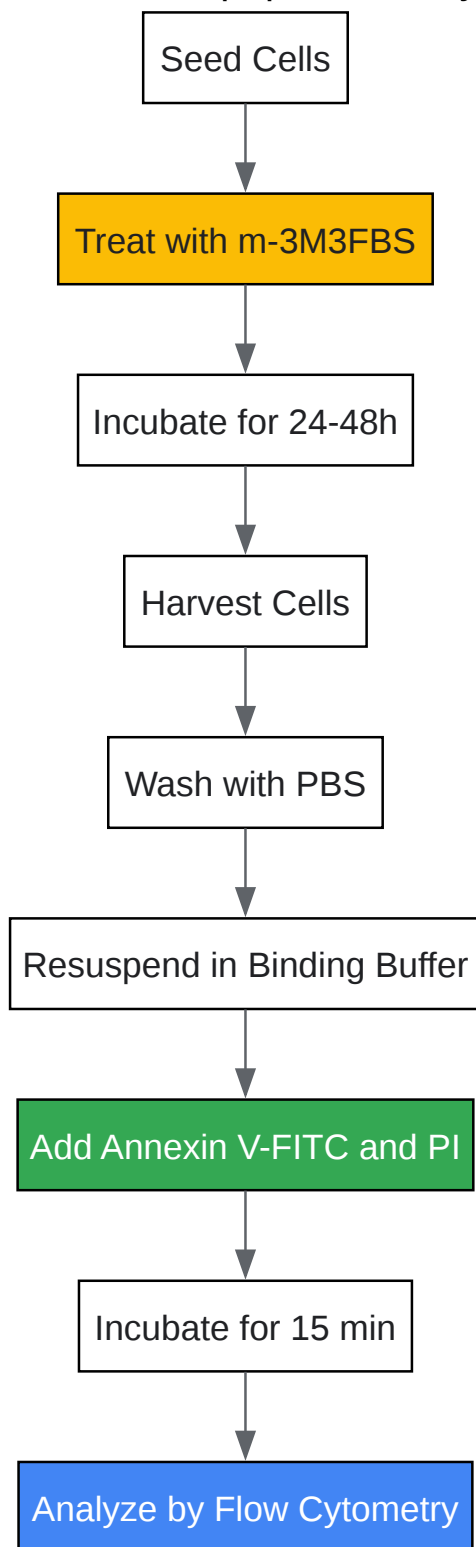 Seed Cells
Treat with m-3M3FBS
Incubate for 24-48h
Harvest Cells
Wash with PBS
Resuspend in Binding Buffer
Add Annexin V-FITC and PI
Incubate for 15 min
Analyze by Flow Cytometry